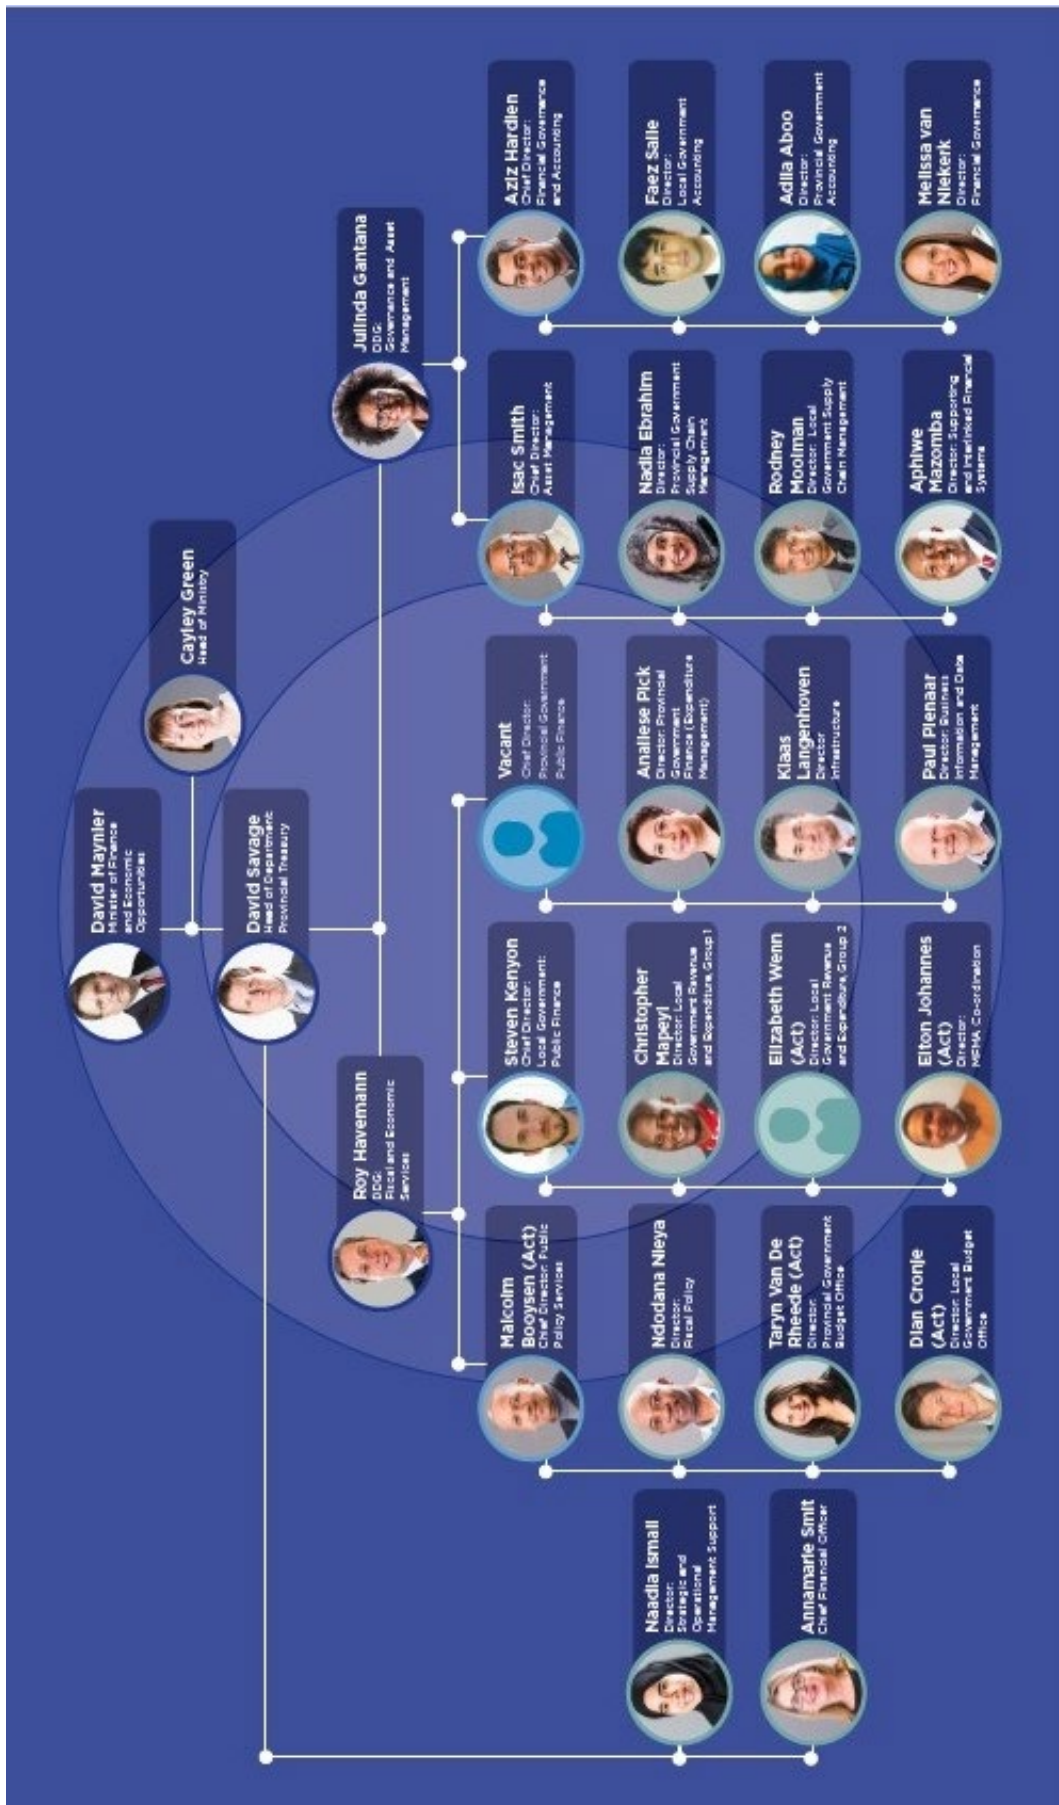 David Maynier
Minister of Finance
and Economic
Opportunities
Cayley Green
Head of Ministry
David Savage
Head of Department:
Provincial Treasury
Roy Havemann
DDG:
Fiscal and Economic
Services
Julinda Gantana
DDG:
Governance and Asset
Management
Malcolm
Booysen (Act)
Chief Director: Public
Policy Services
Ndodana Nleya
Director:
Fiscal Policy
Taryn Van De
Rheede (Act)
Director:
Provincial Government
Budget Office
Dian Cronje
(Act)
Director: Local
Government Budget
Office
Steven Kenyon
Chief Director:
Local Government:
Public Finance
Christopher
Mapeyi
Director: Local
Government Revenue
and Expenditure, Group 1
Elizabeth Wenn
(Act)
Director: Local
Government Revenue
and Expenditure, Group 2
Elton Johannes
(Act)
Director:
MFMA Co-ordination
Vacant
Chief Director:
Provincial Government
Public Finance
Analiese Pick
Director: Provincial
Government
Finance (Expenditure
Management)
Klaas
Langenhoven
Director
Infrastructure
Paul Pienaar
Director: Business
Information and Data
Management
Isac Smith
Chief Director:
Asset Management
Nadia Ebrahim
Director:
Provincial Government
Supply Chain
Management
Rodney
Moolman
Director: Local
Government Supply
Chain Management
Aphiwe
Mazomba
Director: Supporting
and Interlinked Financial
Systems
Aziz Hardien
Chief Director:
Financial Governance
and Accounting
Faez Salie
Director:
Local Government
Accounting
Adila Aboo
Director:
Provincial Government
Accounting
Melissa van
Niekerk
Director:
Financial Governance
Naadia Ismail
Director:
Strategic and
Operational
Management Support
Annamarie Smit
Chief Financial Officer